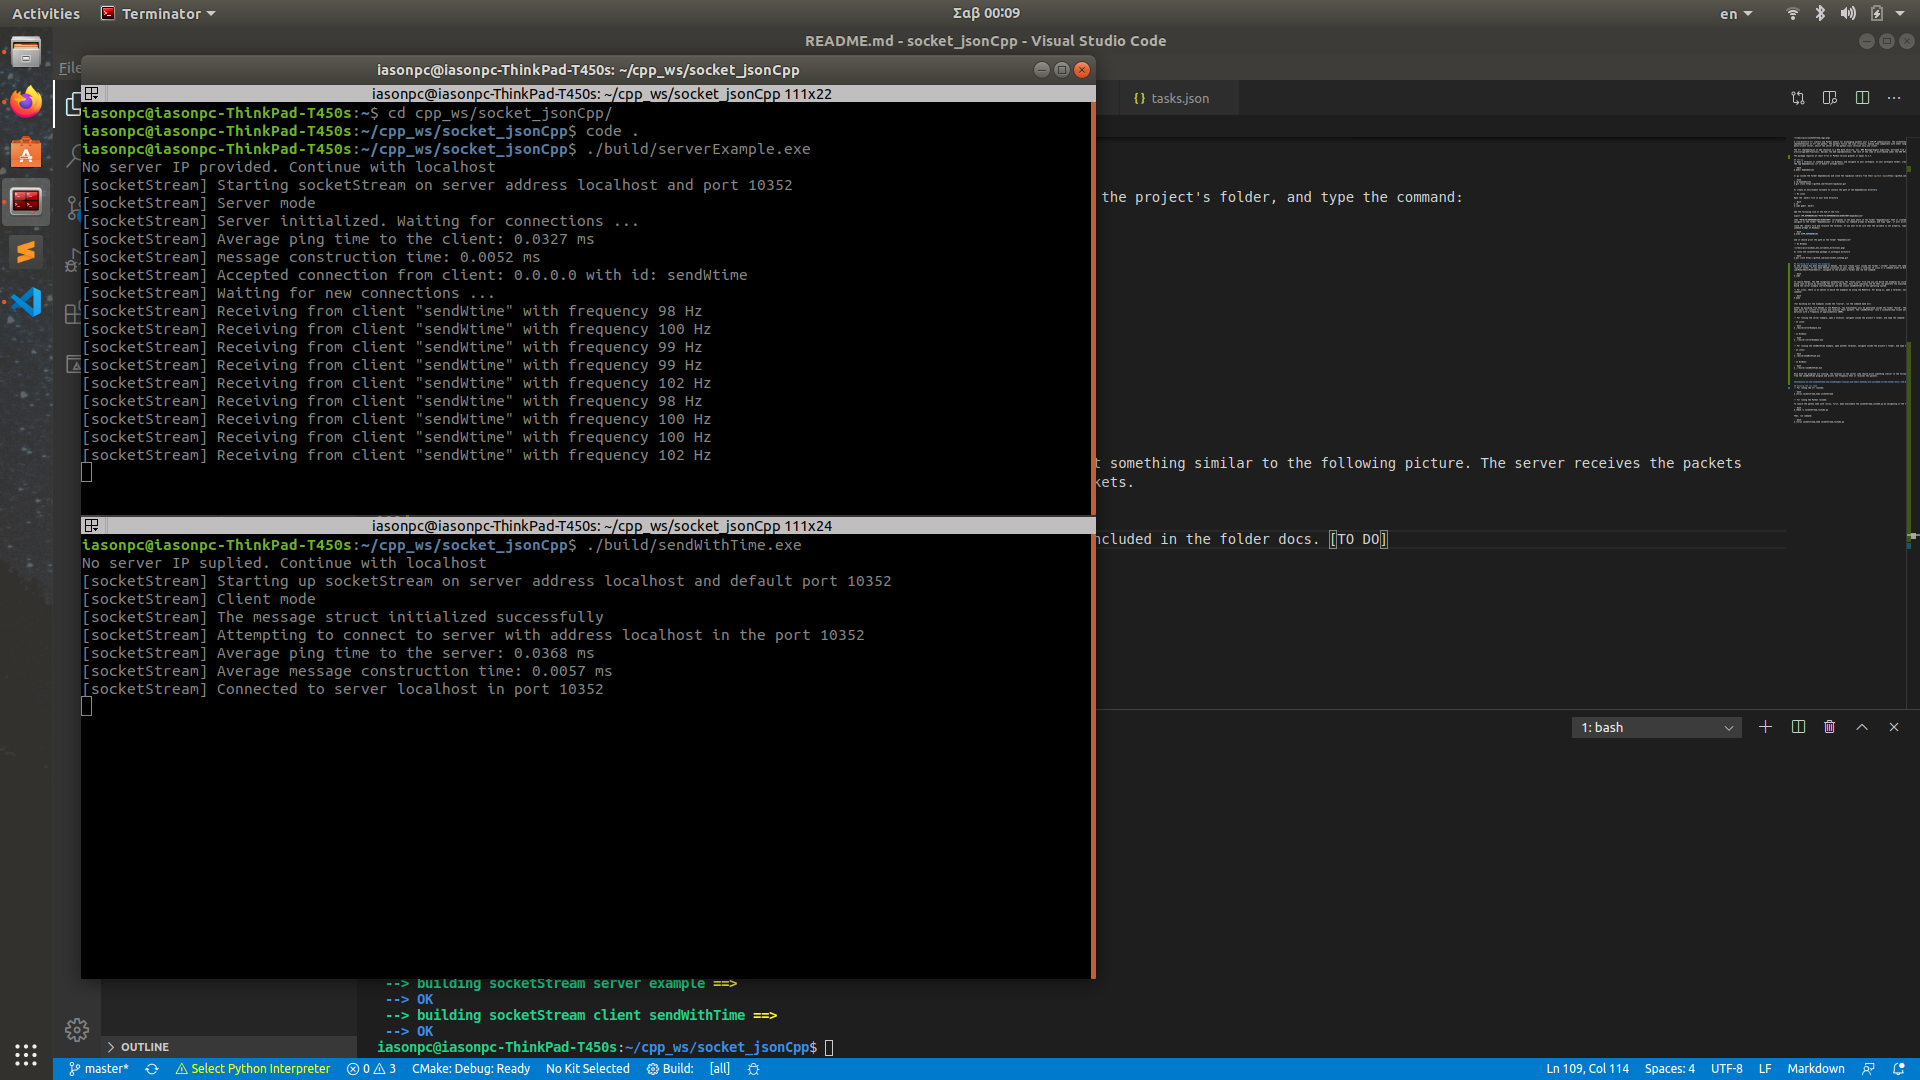 Activities
Terminator
Σαβ 00:09
en
README.md - socket_jsonCpp - Visual Studio Code
File
iasonpc@iasonpc-ThinkPad-T450s: ~/cpp_ws/socket_jsonCpp
iasonpc@iasonpc-ThinkPad-T450s: ~/cpp_ws/socket_jsonCpp 111x22
iasonpc@iasonpc-ThinkPad-T450s:~$ cd cpp_ws/socket_jsonCpp/
iasonpc@iasonpc-ThinkPad-T450s:~/cpp_ws/socket_jsonCpp$ code .
iasonpc@iasonpc-ThinkPad-T450s:~/cpp_ws/socket_jsonCpp$ ./build/serverExample.exe
No server IP provided. Continue with localhost
[socketStream] Starting socketStream on server address localhost and port 10352
[socketStream] Server mode
[socketStream] Server initialized. Waiting for connections ...
[socketStream] Average ping time to the client: 0.0327 ms
[socketStream] message construction time: 0.0052 ms
[socketStream] Accepted connection from client: 0.0.0.0 with id: sendWtime
[socketStream] Waiting for new connections ...
[socketStream] Receiving from client "sendWtime" with frequency 98 Hz
[socketStream] Receiving from client "sendWtime" with frequency 100 Hz
[socketStream] Receiving from client "sendWtime" with frequency 99 Hz
[socketStream] Receiving from client "sendWtime" with frequency 99 Hz
[socketStream] Receiving from client "sendWtime" with frequency 102 Hz
[socketStream] Receiving from client "sendWtime" with frequency 98 Hz
[socketStream] Receiving from client "sendWtime" with frequency 100 Hz
[socketStream] Receiving from client "sendWtime" with frequency 100 Hz
[socketStream] Receiving from client "sendWtime" with frequency 102 Hz
iasonpc@iasonpc-ThinkPad-T450s: ~/cpp_ws/socket_jsonCpp 111x24
iasonpc@iasonpc-ThinkPad-T450s:~/cpp_ws/socket_jsonCpp$ ./build/sendWithTime.exe
No server IP suplied. Continue with localhost
[socketStream] Starting up socketStream on server address localhost and default port 10352
[socketStream] Client mode
[socketStream] The message struct initialized successfully
[socketStream] Attempting to connect to server with address localhost in the port 10352
[socketStream] Average ping time to the server: 0.0368 ms
[socketStream] Average message construction time: 0.0057 ms
[socketStream] Connected to server localhost in port 10352
{} tasks.json
the project's folder, and type the command:
t something similar to the following picture. The server receives the packets
kets.
ncluded in the folder docs. [TO DO]
1: bash
--> building socketStream server example ==>
--> OK
--> building socketStream client sendWithTime ==>
--> OK
iasonpc@iasonpc-ThinkPad-T450s:~/cpp_ws/socket_jsonCpp$
OUTLINE
master*
Select Python Interpreter
0
3
CMake: Debug: Ready
No Kit Selected
Build:
[all]
Ln 109, Col 114
Spaces: 4
UTF-8
LF
Markdown